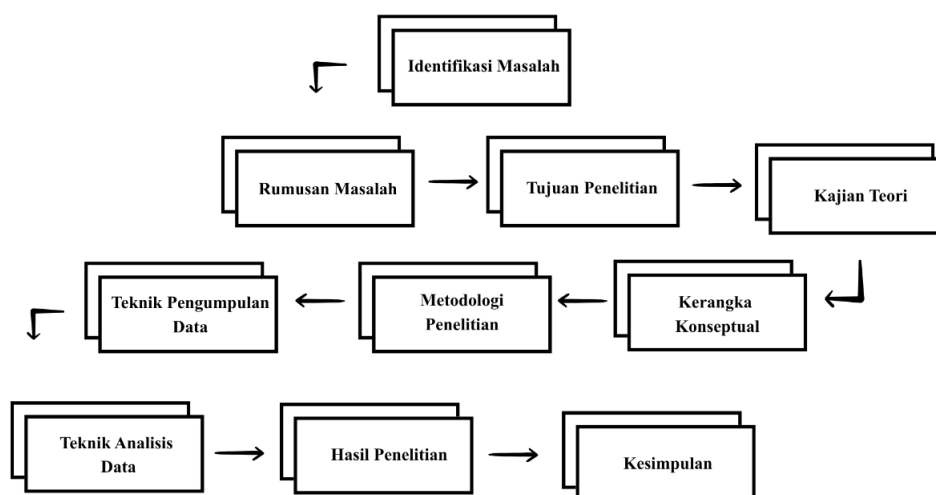 Identifikasi Masalah
Rumusan Masalah
Tujuan Penelitian
Kajian Teori
Kerangka
Konseptual
Metodologi
Penelitian
Teknik Pengumpulan
Data
Teknik Analisis
Data
Hasil Penelitian
Kesimpulan